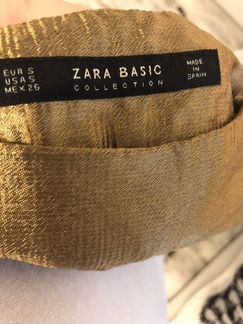 EUR S
USA S
MEX 26
ZARA BASIC
COLLECTION
MADE
IN
SPAIN